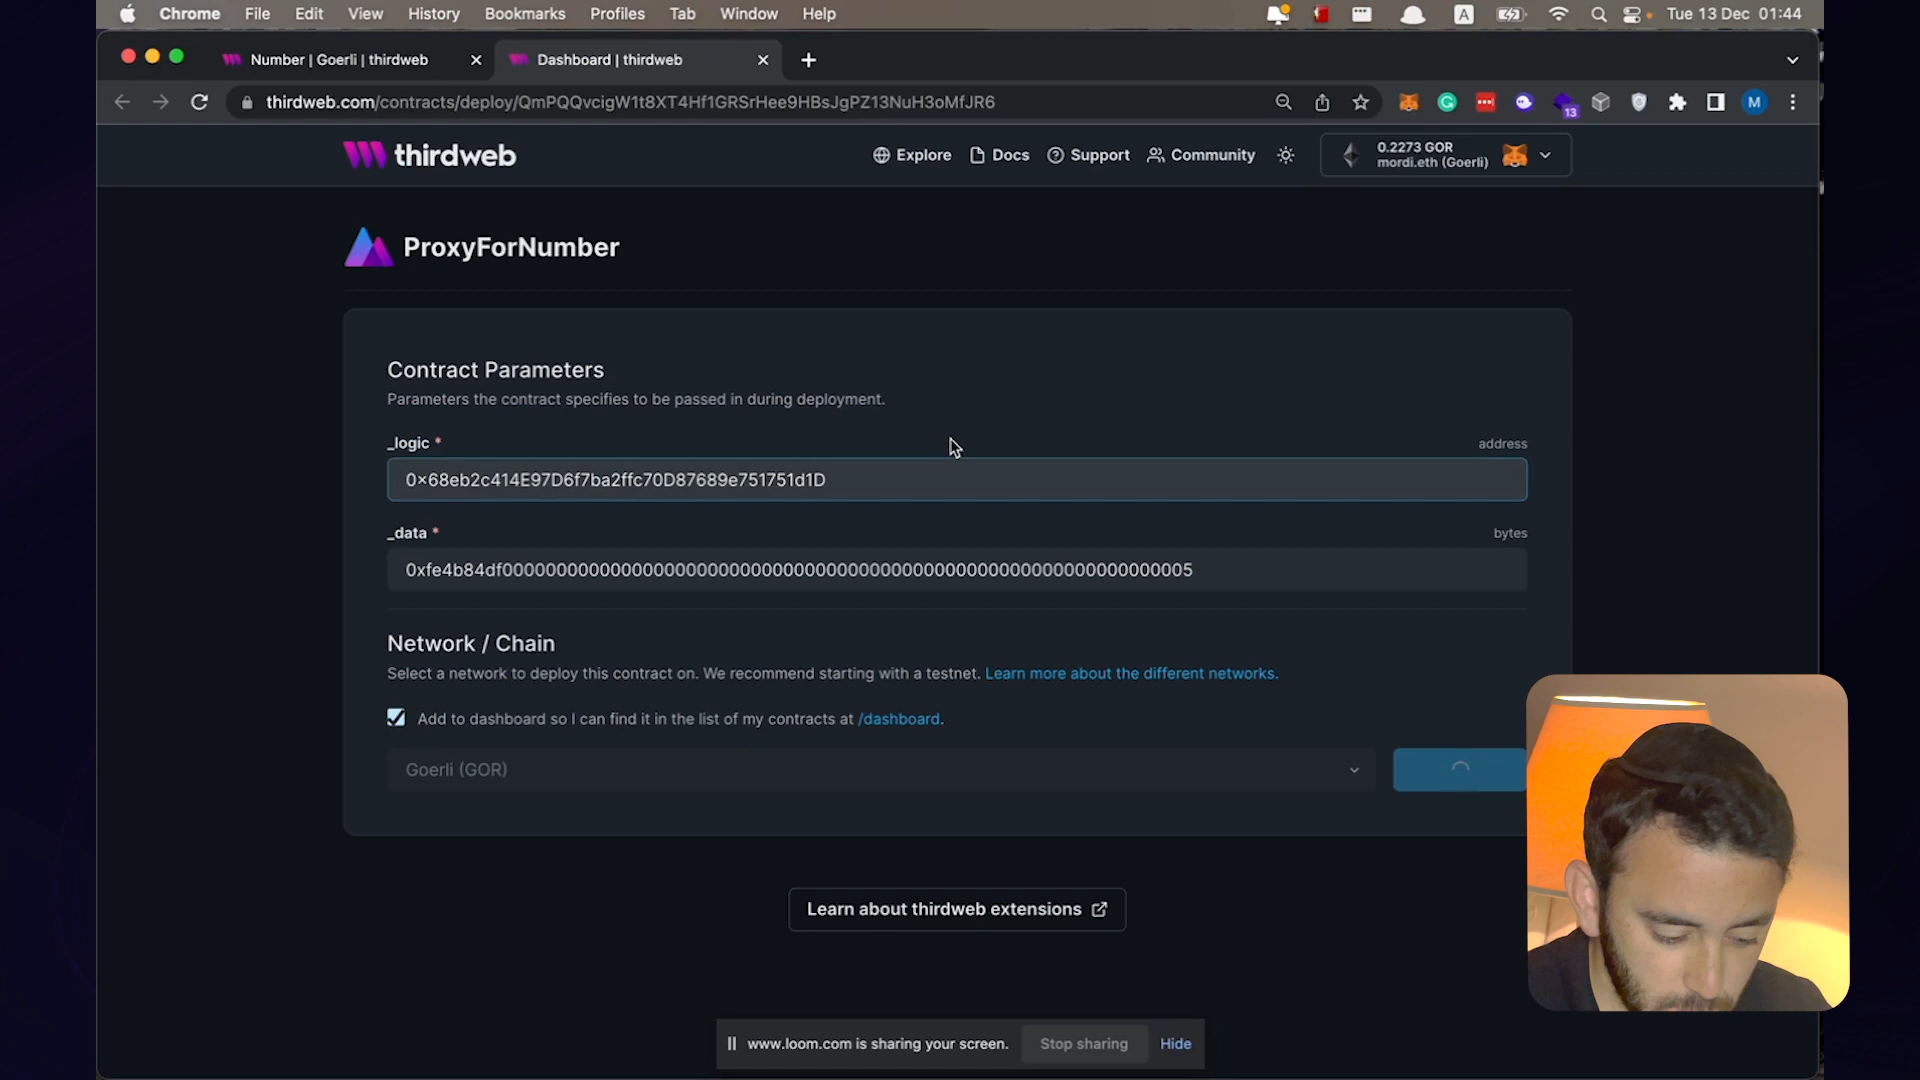 Chrome File Edit View History Bookmarks Profiles Tab Window Help A Tue 13 Dec 01:44
Number | Goerli | thirdweb Dashboard | thirdweb
thirdweb.com/contracts/deploy/QmPQQvcigW1t8XT4Hf1GRSrHee9HBsJgPZ13NuH3oMfJR6 13 M
thirdweb Explore Docs Support Community 0.2273 GOR
mordi.eth (Goerli)
ProxyForNumber
Contract Parameters
Parameters the contract specifies to be passed in during deployment.
_logic * address
0x68eb2c414E97D6f7ba2ffc70D87689e751751d1D
_data * bytes
Network / Chain
Select a network to deploy this contract on. We recommend starting with a testnet. Learn more about the different networks.
Add to dashboard so I can find it in the list of my contracts at /dashboard.
Goerli (GOR)
Learn about thirdweb extensions
www.loom.com is sharing your screen. Stop sharing Hide